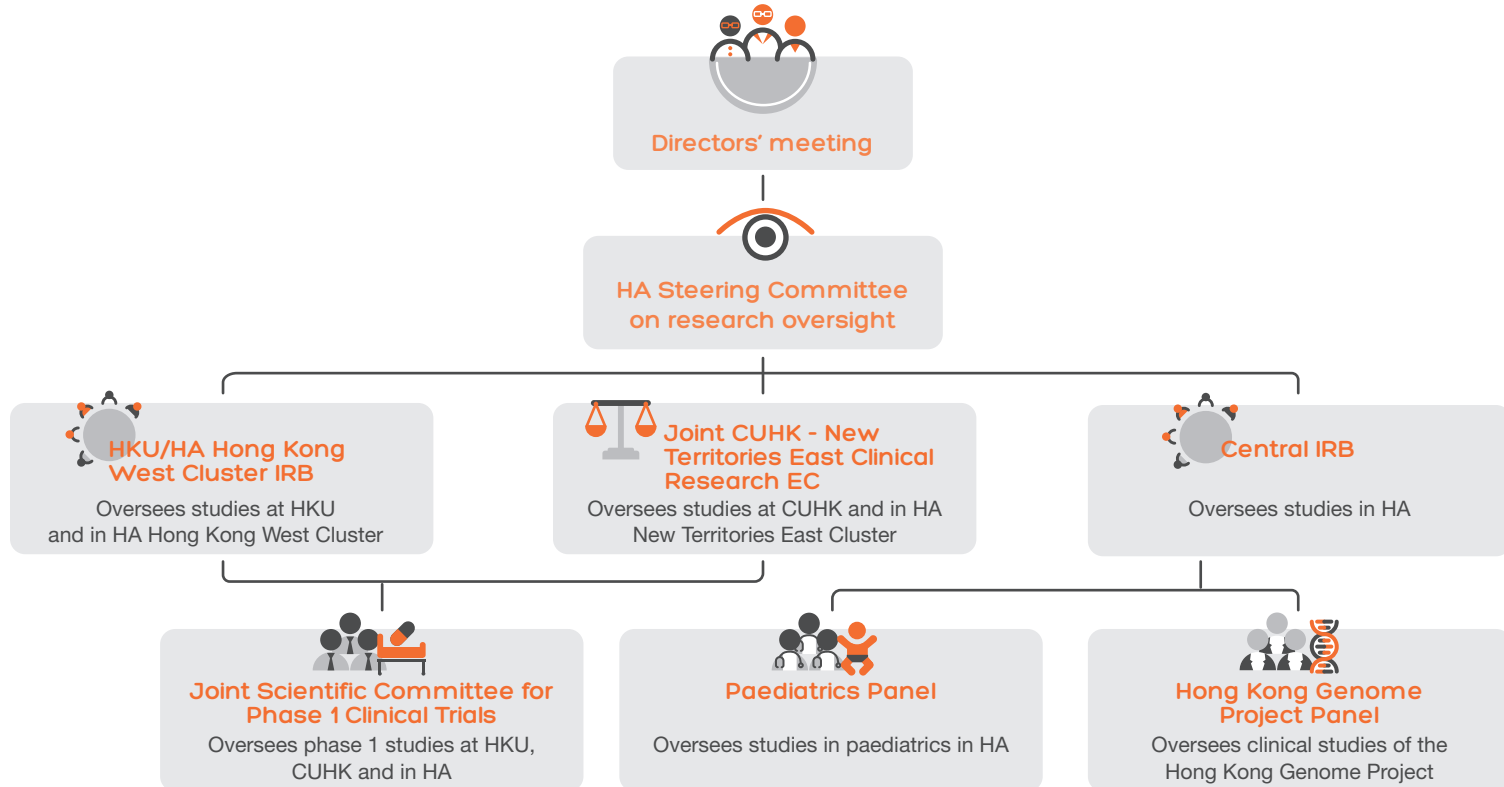 Directors’ meeting
HA Steering Committee
on research oversight
HKU/HA Hong Kong
West Cluster IRB
Oversees studies at HKU
and in HA Hong Kong West Cluster
Joint CUHK - New
Territories East Clinical
Research EC
Oversees studies at CUHK and in HA
New Territories East Cluster
Central IRB
Oversees studies in HA
Joint Scientific Committee for
Phase 1 Clinical Trials
Oversees phase 1 studies at HKU,
CUHK and in HA
Paediatrics Panel
Oversees studies in paediatrics in HA
Hong Kong Genome
Project Panel
Oversees clinical studies of the
Hong Kong Genome Project